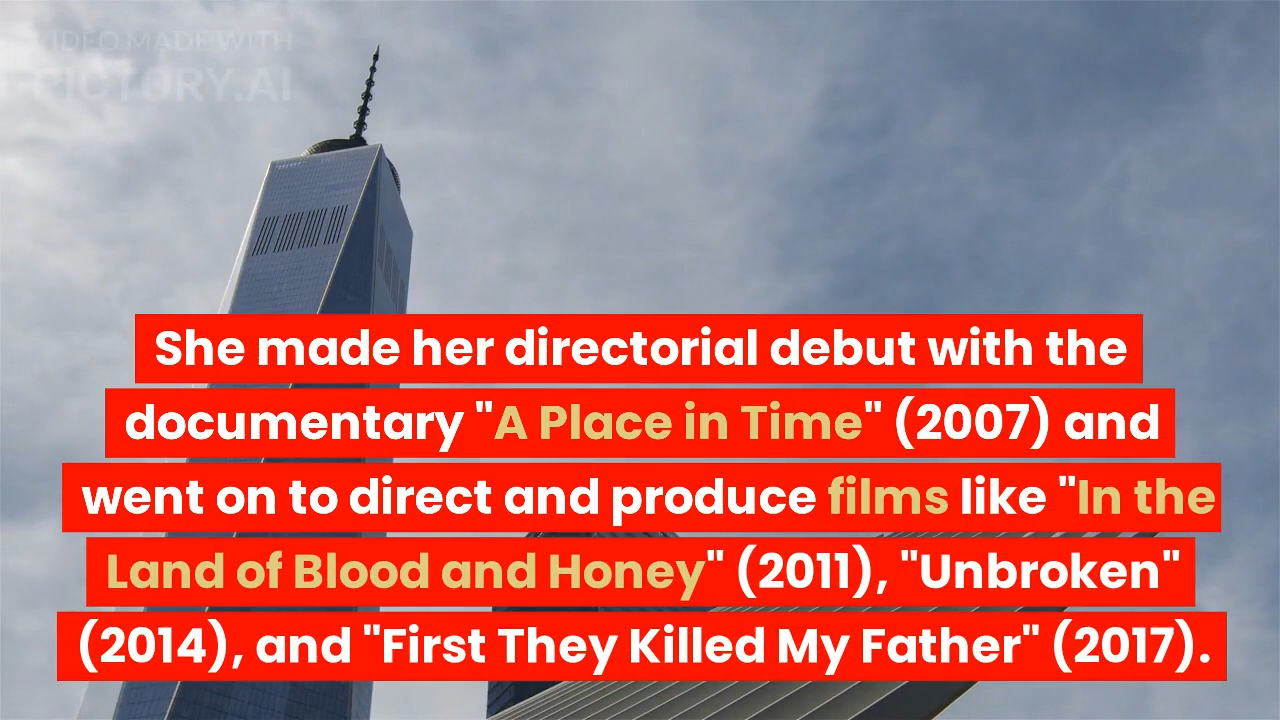 VIDEO MADE WITH
PICTORY.AI
She made her directorial debut with the
documentary "A Place in Time" (2007) and
went on to direct and produce films like "In the
Land of Blood and Honey" (2011), "Unbroken"
(2014), and "First They Killed My Father" (2017).